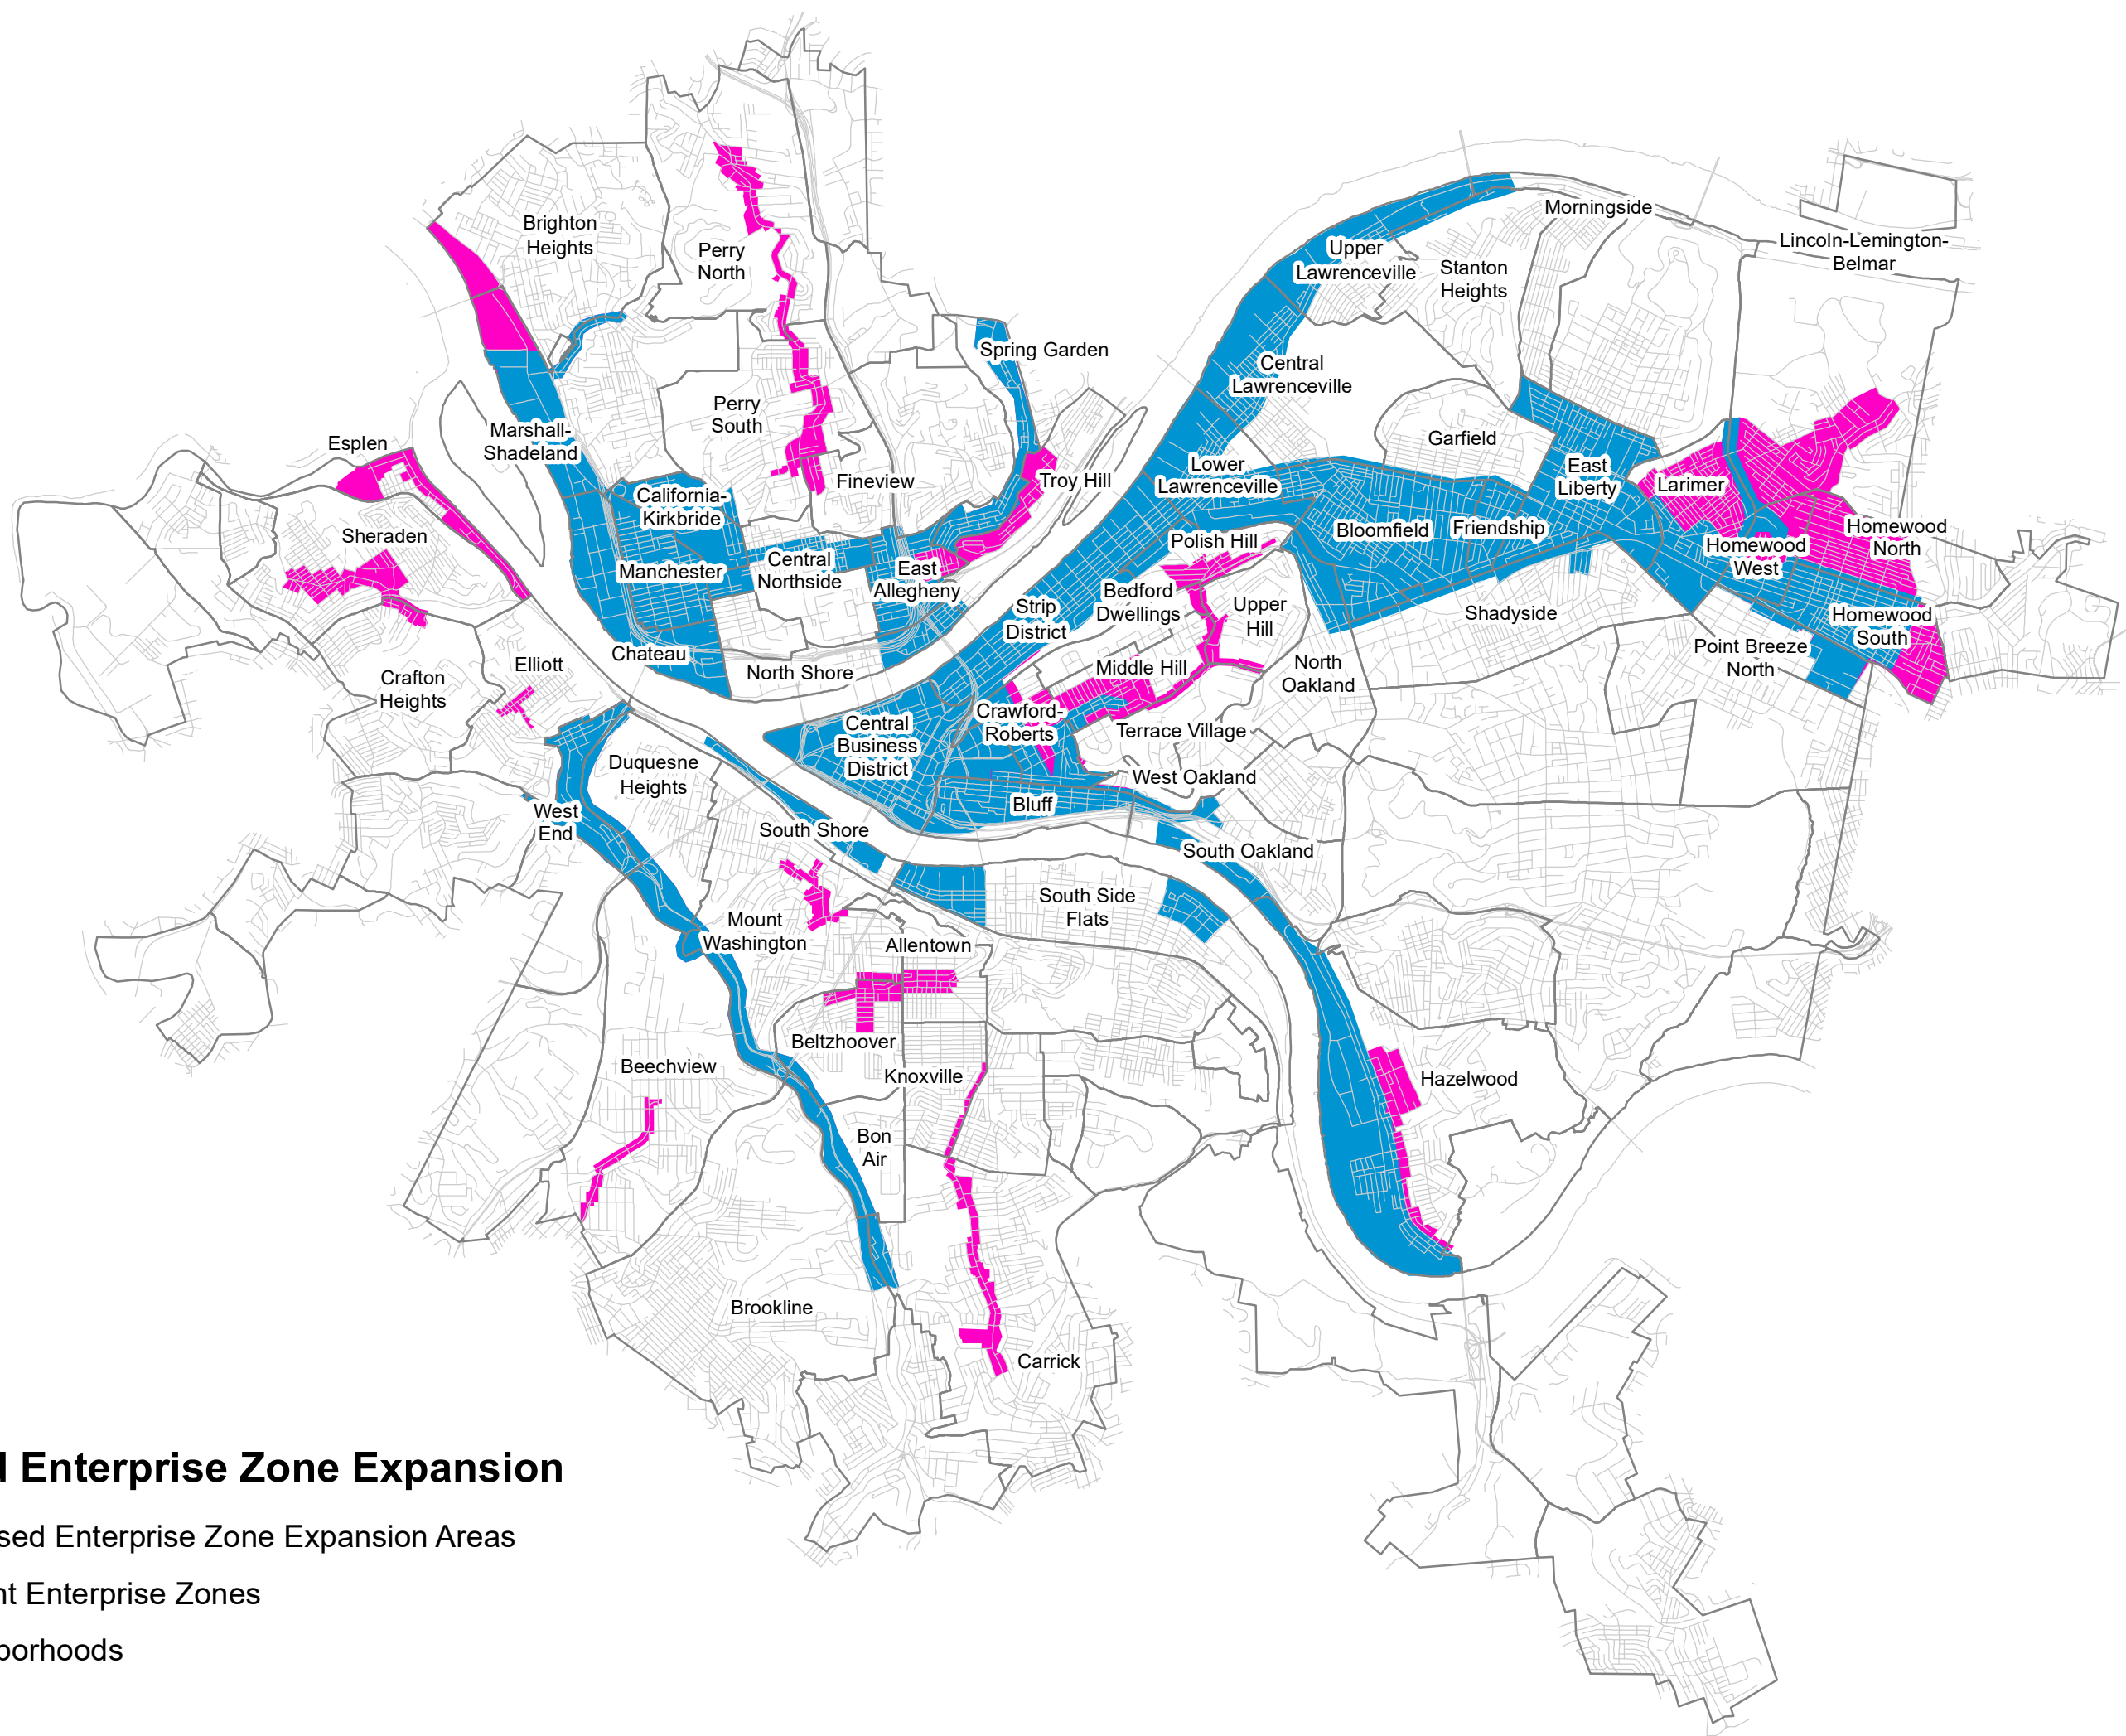 Morningside
Brighton
Heights
Upper
Lawrenceville
Lincoln-Lemington-
Belmar
Perry
North
Stanton
Heights
Spring Garden
Central
Lawrenceville
Perry
South
Marshall-
Shadeland
Esplen
Garfield
Lower
Lawrenceville
East
Liberty
Larimer
Fineview
Troy Hill
California-
Kirkbride
Sheraden
Bloomfield
Friendship
Homewood
North
Polish Hill
Homewood
West
Manchester
Central
Northside
East
Allegheny
Bedford
Dwellings
Strip
District
Upper
Hill
Shadyside
Homewood
South
Chateau
North Shore
Middle Hill
North
Oakland
Point Breeze
North
Elliott
Crafton
Heights
Central
Business
District
Crawford-
Roberts
Terrace Village
Duquesne
Heights
West Oakland
Bluff
West
End
South Shore
South Oakland
South Side
Flats
Mount
Washington
Allentown
Beltzhoover
Beechview
Knoxville
Hazelwood
Bon
Air
Brookline
Carrick
Enterprise Zone Expansion
sed Enterprise Zone Expansion Areas
nt Enterprise Zones
borhoods